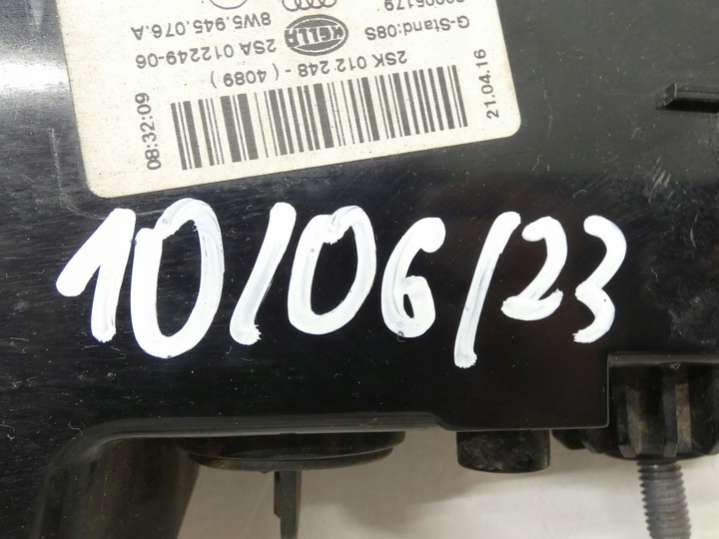 8W5.945.076.A
HELLA
G-Stand:08S
2SA 012249-06
2SK 012 248 - ( 4089 )
08:32:09
21.04.16
10/06/23